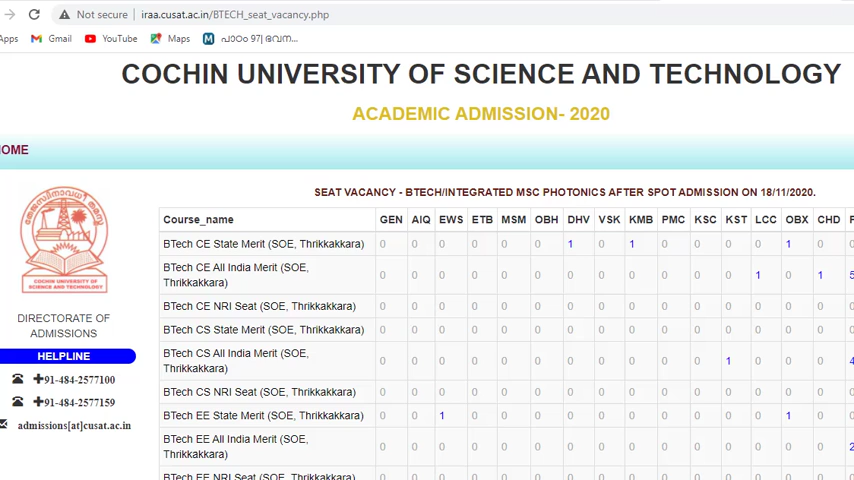 Not secure | iraa.cusat.ac.in/BTECH_seat_vacancy.php
Apps Gmail YouTube Maps പാഠം 97| ഭവന...
COCHIN UNIVERSITY OF SCIENCE AND TECHNOLOGY
ACADEMIC ADMISSION- 2020
HOME
SEAT VACANCY - BTECH/INTEGRATED MSC PHOTONICS AFTER SPOT ADMISSION ON 18/11/2020.
Course_name GEN AIQ EWS ETB MSM OBH DHV VSK KMB PMC KSC KST LCC OBX CHD F
BTech CE State Merit (SOE, Thrikkakkara) 0 0 0 0 0 0 1 0 1 0 0 0 0 1 0
BTech CE All India Merit (SOE,
Thrikkakkara) 0 0 0 0 0 0 0 0 0 0 0 0 1 0 1 5
BTech CE NRI Seat (SOE, Thrikkakkara) 0 0 0 0 0 0 0 0 0 0 0 0 0 0 0
BTech CS State Merit (SOE, Thrikkakkara) 0 0 0 0 0 0 0 0 0 0 0 0 0 0 0
BTech CS All India Merit (SOE,
Thrikkakkara) 0 0 0 0 0 0 0 0 0 0 0 1 0 0 0 4
BTech CS NRI Seat (SOE, Thrikkakkara) 0 0 0 0 0 0 0 0 0 0 0 0 0 0 0
BTech EE State Merit (SOE, Thrikkakkara) 0 0 1 0 0 0 0 0 0 0 0 0 0 1 0
BTech EE All India Merit (SOE,
Thrikkakkara) 0 0 0 0 0 0 0 0 0 0 0 0 0 0 0 2
BTech EE NRI Seat (SOE, Thrikkakkara)
COCHIN UNIVERSITY OF
SCIENCE AND TECHNOLOGY
DIRECTORATE OF
ADMISSIONS
HELPLINE
+91-484-2577100
+91-484-2577159
admissions[at]cusat.ac.in